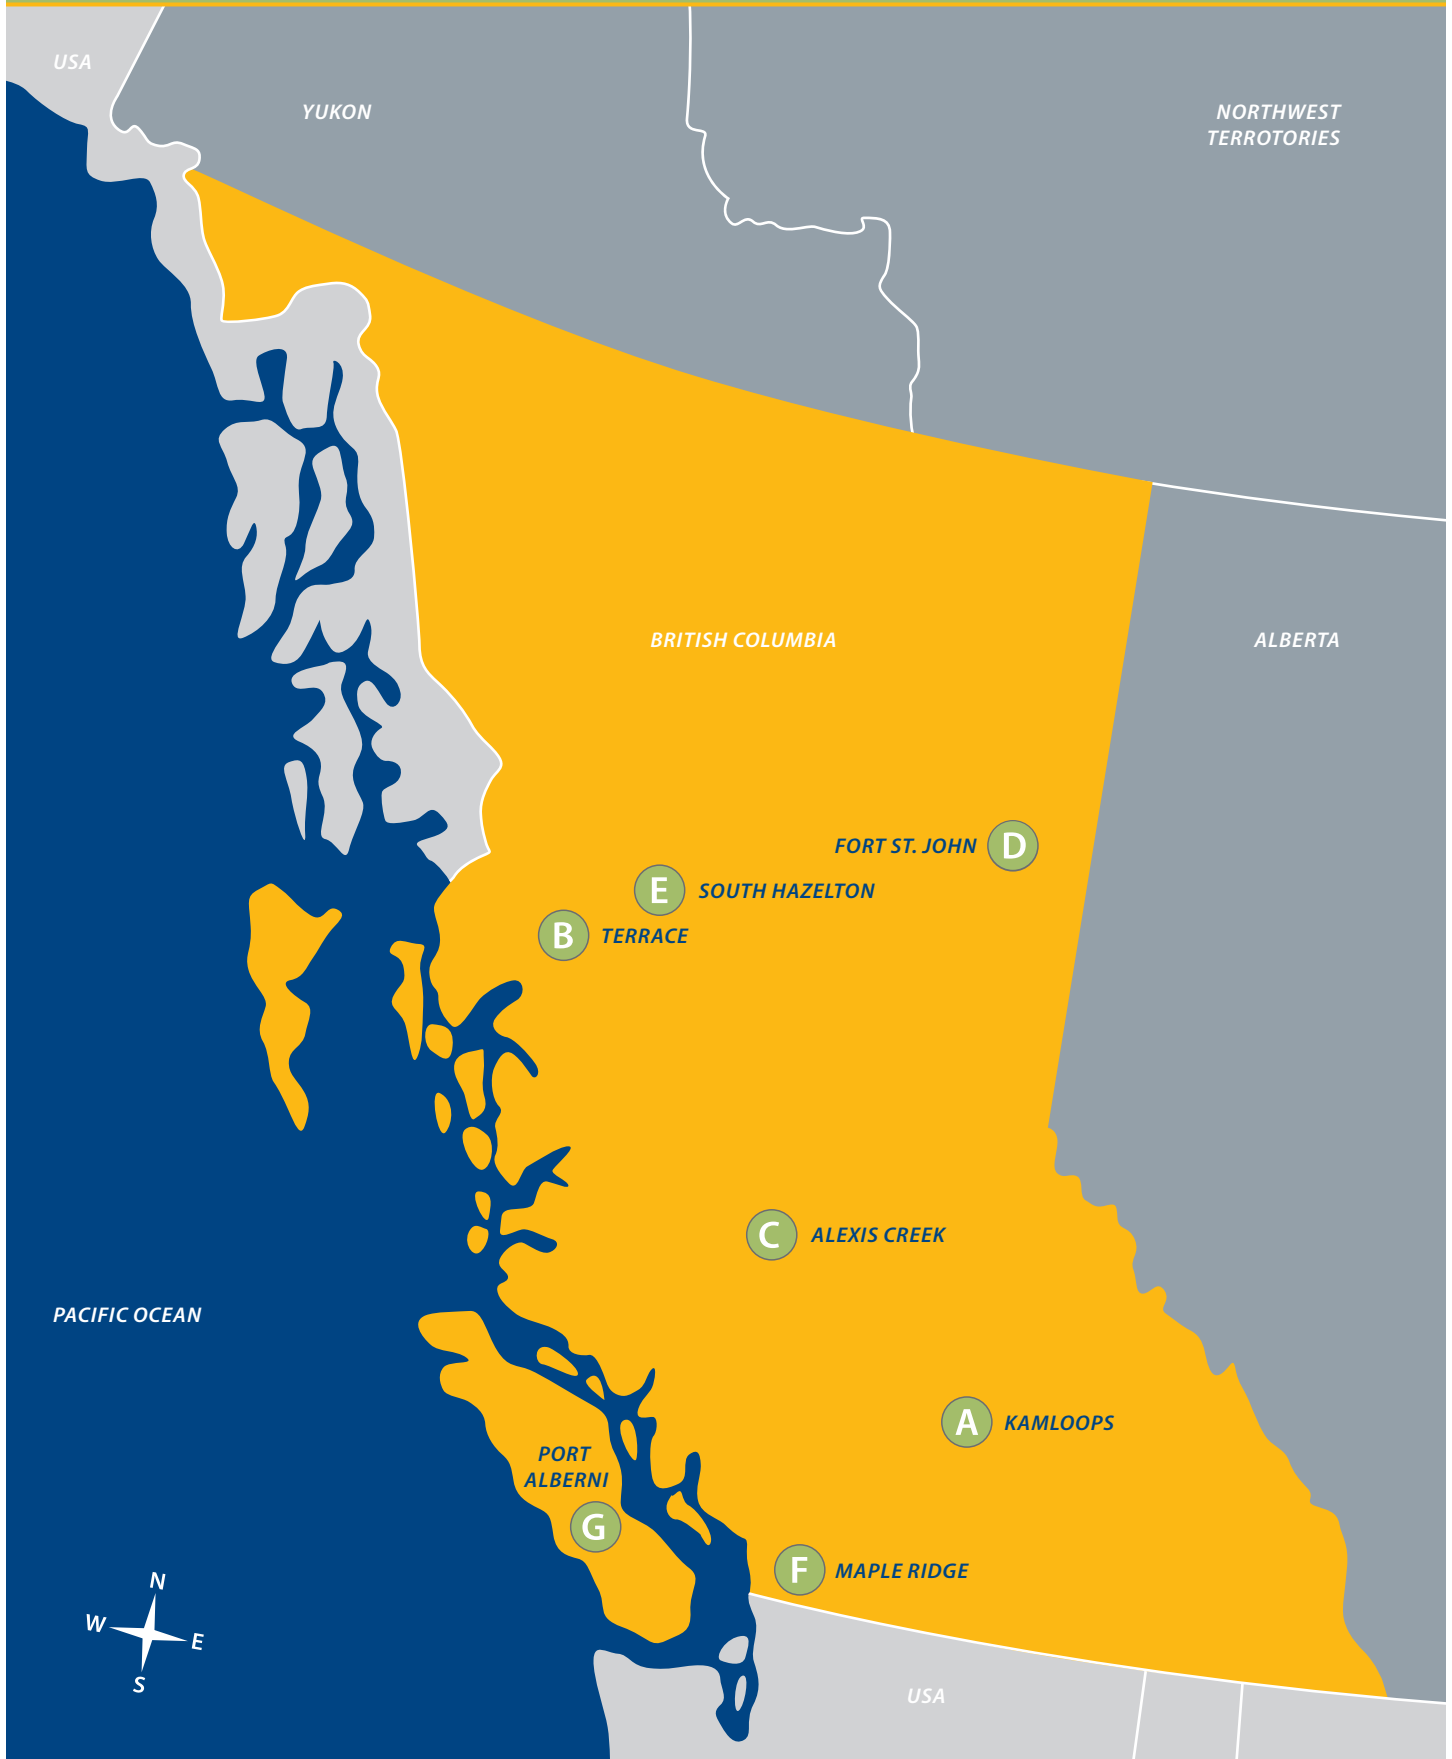 USA
YUKON
NORTHWEST
TERROTORIES
BRITISH COLUMBIA
ALBERTA
FORT ST. JOHN
D
E
SOUTH HAZELTON
B
TERRACE
C
ALEXIS CREEK
PACIFIC OCEAN
A
KAMLOOPS
PORT
ALBERNI
G
F
MAPLE RIDGE
N
W
E
S
USA